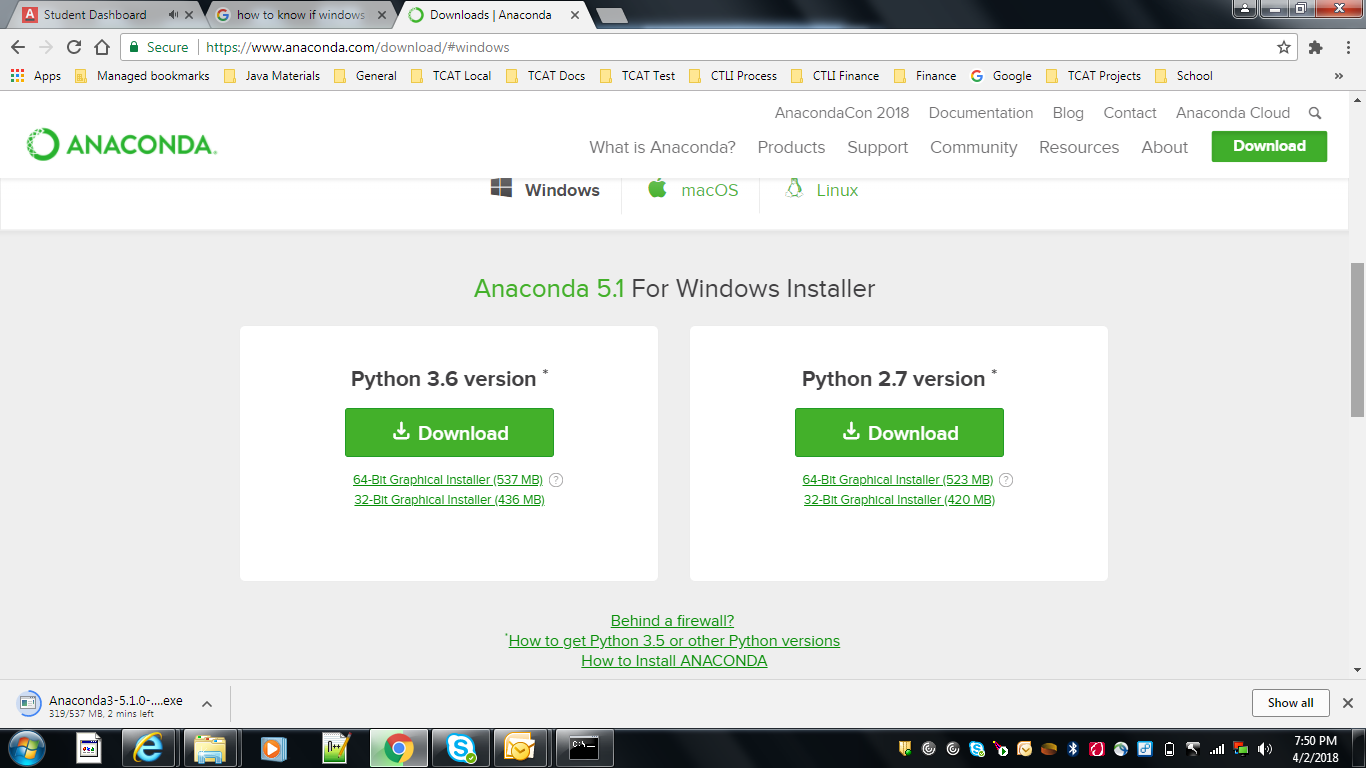 Student Dashboard
how to know if windows
Downloads | Anaconda
Secure
https://www.anaconda.com/download/#windows
Apps
Managed bookmarks
Java Materials
General
TCAT Local
TCAT Docs
TCAT Test
CTLI Process
CTLI Finance
Finance
Google
TCAT Projects
School
»
AnacondaCon 2018
Documentation
Blog
Contact
Anaconda Cloud
ANACONDA.
What is Anaconda?
Products
Support
Community
Resources
About
Download
Windows
macOS
Linux
Anaconda 5.1 For Windows Installer
Python 3.6 version *
Download
64-Bit Graphical Installer (537 MB) ?
32-Bit Graphical Installer (436 MB)
Python 2.7 version *
Download
64-Bit Graphical Installer (523 MB) ?
32-Bit Graphical Installer (420 MB)
Behind a firewall?
*How to get Python 3.5 or other Python versions
How to Install ANACONDA
Anaconda3-5.1.0-....exe
319/537 MB, 2 mins left
Show all
7:50 PM
4/2/2018